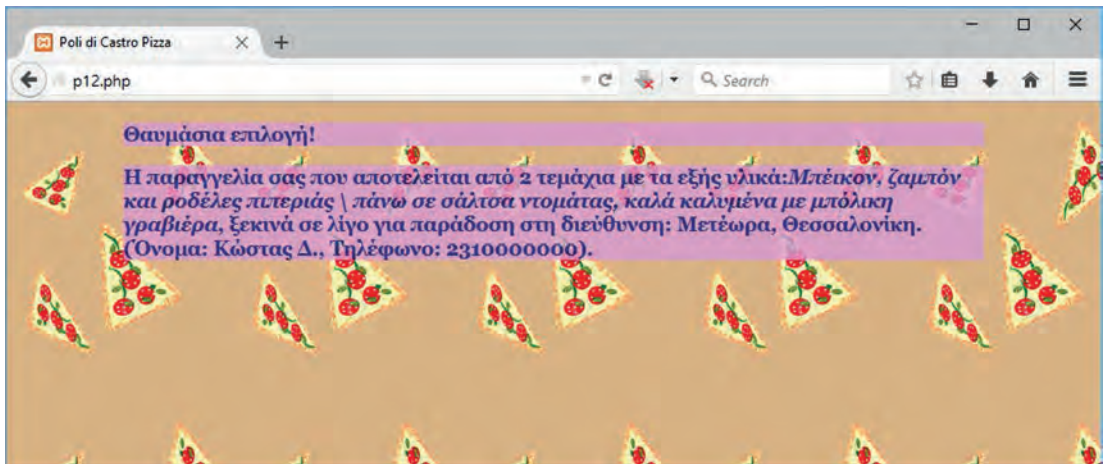 Poli di Castro Pizza
p12.php
Search
Θαυμάσια επιλογή!
Η παραγγελία σας που αποτελείται από 2 τεμάχια με τα εξής υλικά:Μπέικον, ζαμπόν
και ροδέλες πιπεριάς \ πάνω σε σάλτσα ντομάτας, καλά καλυμένα με μπόλικη
γραβιέρα, ξεκινά σε λίγο για παράδοση στη διεύθυνση: Μετέωρα, Θεσσαλονίκη.
(Όνομα: Κώστας Δ., Τηλέφωνο: 2310000000).